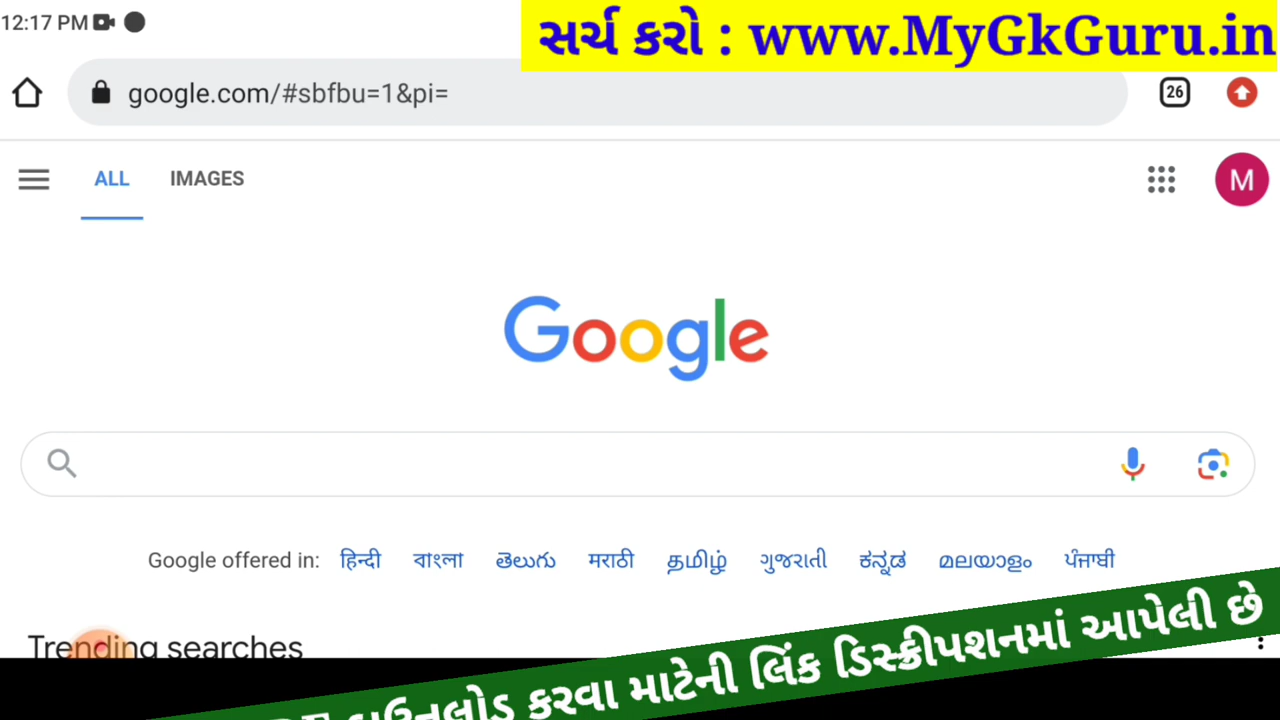 12:17 PM
સર્ચ કરો : www.MyGkGuru.in
google.com/#sbfbu=1&pi=
26
ALL IMAGES
M
Google
Google offered in: हिन्दी বাংলা తెలుగు मराठी தமிழ் ગુજરાતી ಕನ್ನಡ മലയാളം ਪੰਜਾਬੀ
Trending searches
ડાઉનલોડ કરવા માટેની લિંક ડિસ્ક્રીપશનમાં આપેલી છે